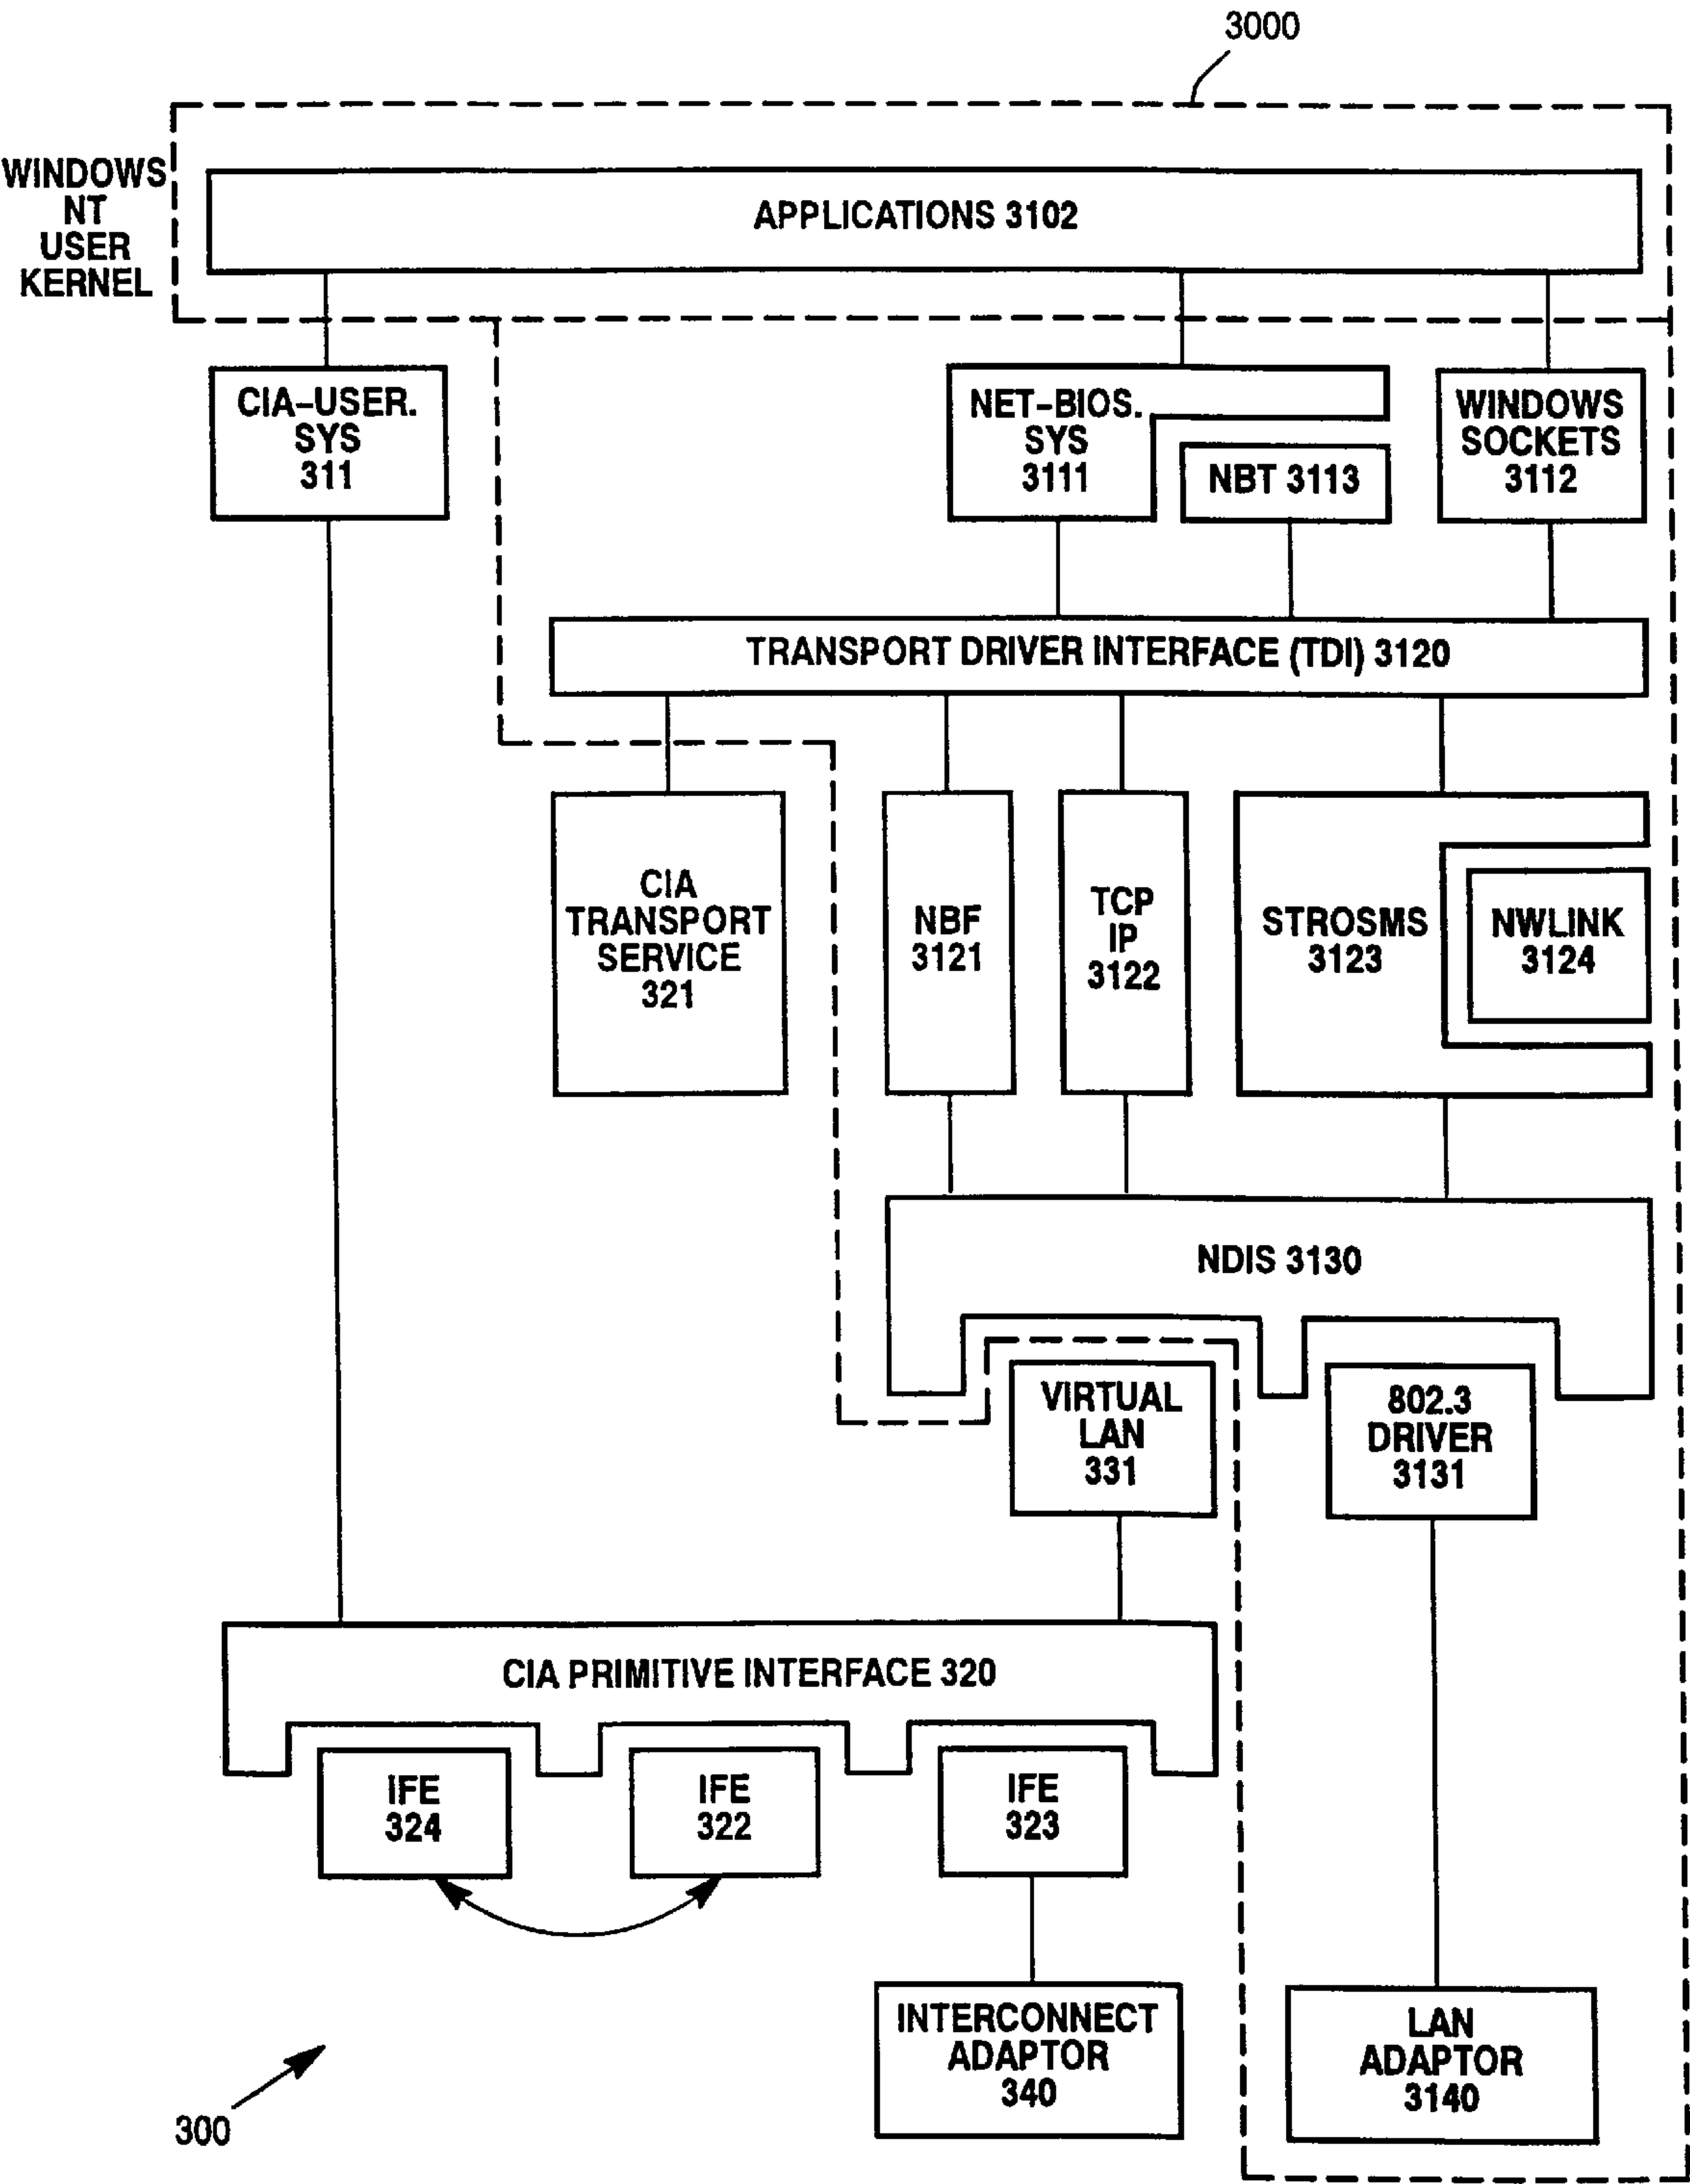 3000
WINDOWS
NT
USER
KERNEL
APPLICATIONS 3102
CIA-USER.
SYS
311
NET-BIOS.
SYS
3111
NBT 3113
WINDOWS
SOCKETS
3112
TRANSPORT DRIVER INTERFACE (TDI) 3120
CIA
TRANSPORT
SERVICE
321
NBF
3121
TCP
IP
3122
STROSMS
3123
NWLINK
3124
NDIS 3130
VIRTUAL
LAN
331
802.3
DRIVER
3131
CIA PRIMITIVE INTERFACE 320
IFE
324
IFE
322
IFE
323
INTERCONNECT
ADAPTOR
340
LAN
ADAPTOR
3140
300